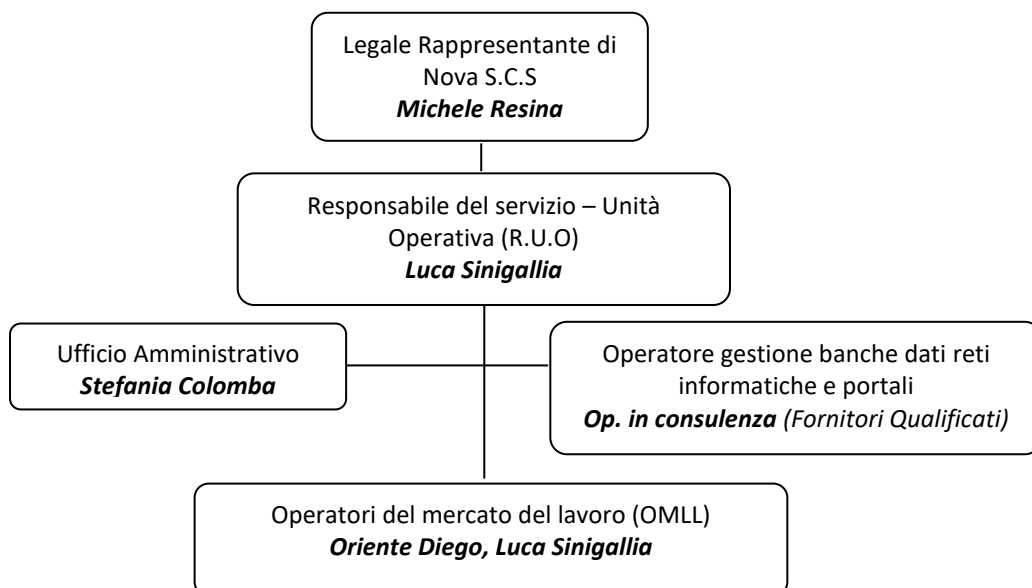 Legale Rappresentante di
Nova S.C.S
Michele Resina
Responsabile del servizio – Unità
Operativa (R.U.O)
Luca Sinigallia
Ufficio Amministrativo
Stefania Colomba
Operatore gestione banche dati reti
informatiche e portali
Op. in consulenza (Fornitori Qualificati)
Operatori del mercato del lavoro (OMLL)
Oriente Diego, Luca Sinigallia